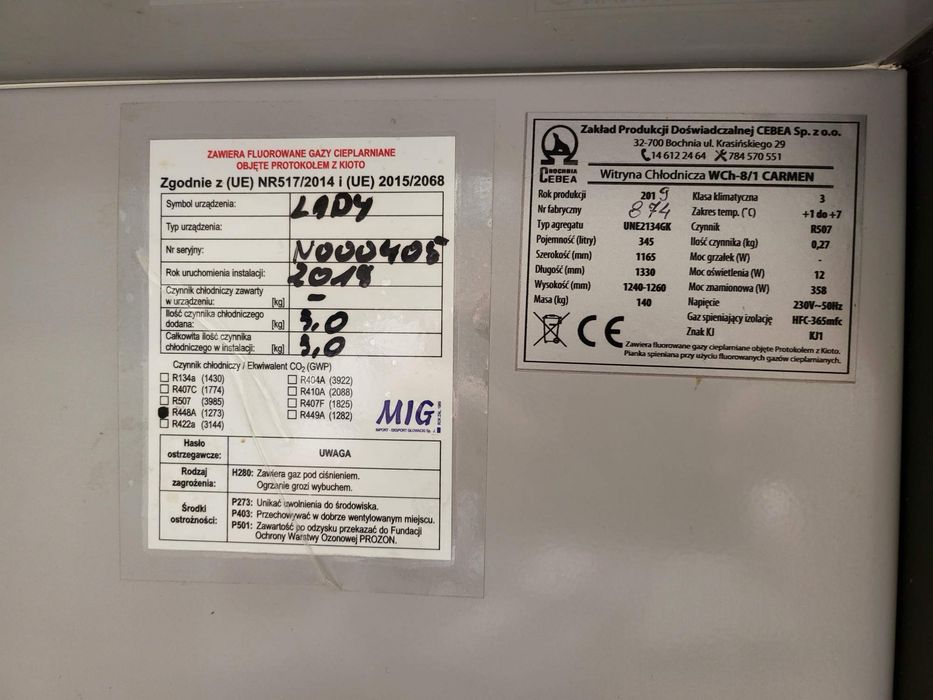 ZAWIERA FLUOROWANE GAZY CIEPLARNIANE
OBJĘTE PROTOKOŁEM Z KIOTO
Zgodnie z (UE) NR517/2014 i (UE) 2015/2068
Symbol urządzenia: LADY
Typ urządzenia:
Nr seryjny: N000405
Rok uruchomienia instalacji: 2018
Czynnik chłodniczy zawarty
w urządzeniu: [kg] -
Ilość czynnika chłodniczego
dodana: [kg] 3,0
Całkowita ilość czynnika
chłodniczego w instalacji: [kg] 3,0
Czynnik chłodniczy / Ekwiwalent CO2 (GWP)
R134a (1430) R404A (3922)
R407C (1774) R410A (2088)
R507 (3985) R407F (1825)
R448A (1273) R449A (1282)
R422a (3144)
MIG
Hasło
ostrzegawcze: UWAGA
Rodzaj
zagrożenia: H280: Zawiera gaz pod ciśnieniem.
Ogrzanie grozi wybuchem.
Środki
ostrożności: P273: Unikać uwolnienia do środowiska.
P403: Przechowywać w dobrze wentylowanym miejscu.
P501: Zawartość po odzysku przekazać do Fundacji
Ochrony Warstwy Ozonowej PROZON.
BOCHNIA
CEBEA
Zakład Produkcji Doświadczalnej CEBEA Sp. z o.o.
32-700 Bochnia ul. Krasińskiego 29
14 612 24 64 784 570 551
Witryna Chłodnicza WCh-8/1 CARMEN
Rok produkcji 2019 Klasa klimatyczna 3
Nr fabryczny 874 Zakres temp. (°C) +1 do +7
Typ agregatu UNE2134GK Czynnik R507
Pojemność (litry) 345 Ilość czynnika (kg) 0,27
Szerokość (mm) 1165 Moc grzałek (W) -
Długość (mm) 1330 Moc oświetlenia (W) 12
Wysokość (mm) 1240-1260 Moc znamionowa (W) 358
Masa (kg) 140 Napięcie 230V~50Hz
Gaz spieniający izolację HFC-365mfc
Znak KJ KJ1
CE
Zawiera fluorowane gazy cieplarniane objęte Protokołem z Kioto.
Pianka spieniana przy użyciu fluorowanych gazów cieplarnianych.